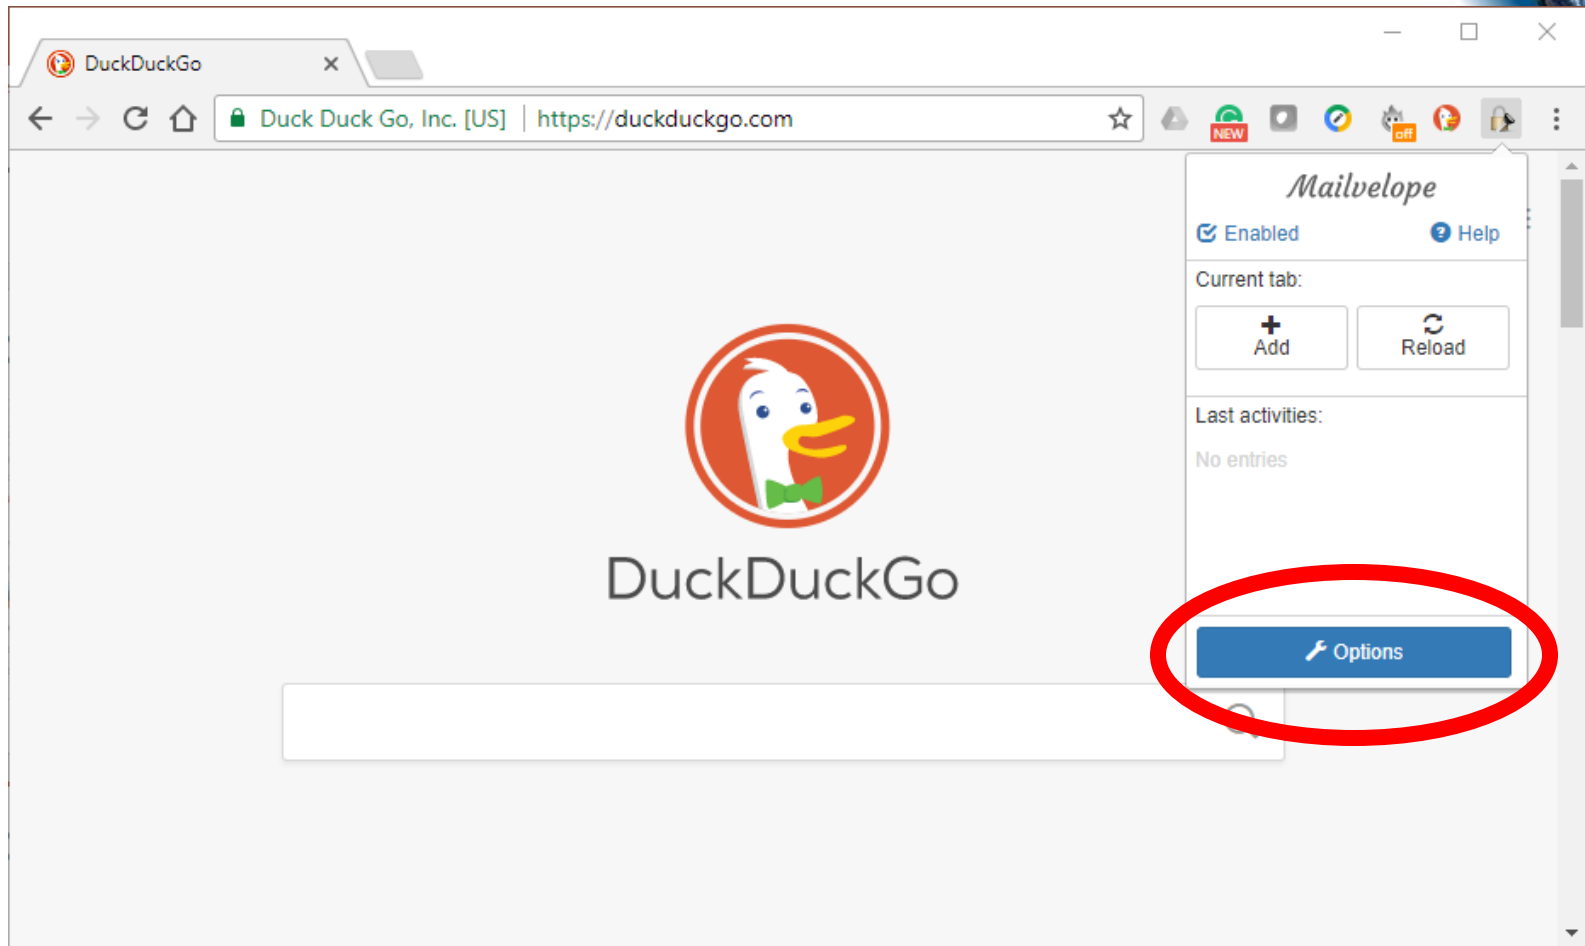 DuckDuckGo
Duck Duck Go, Inc. [US] https://duckduckgo.com
NEW
off
Mailvelope
Enabled Help
Current tab:
Add Reload
Last activities:
No entries
DuckDuckGo
Options